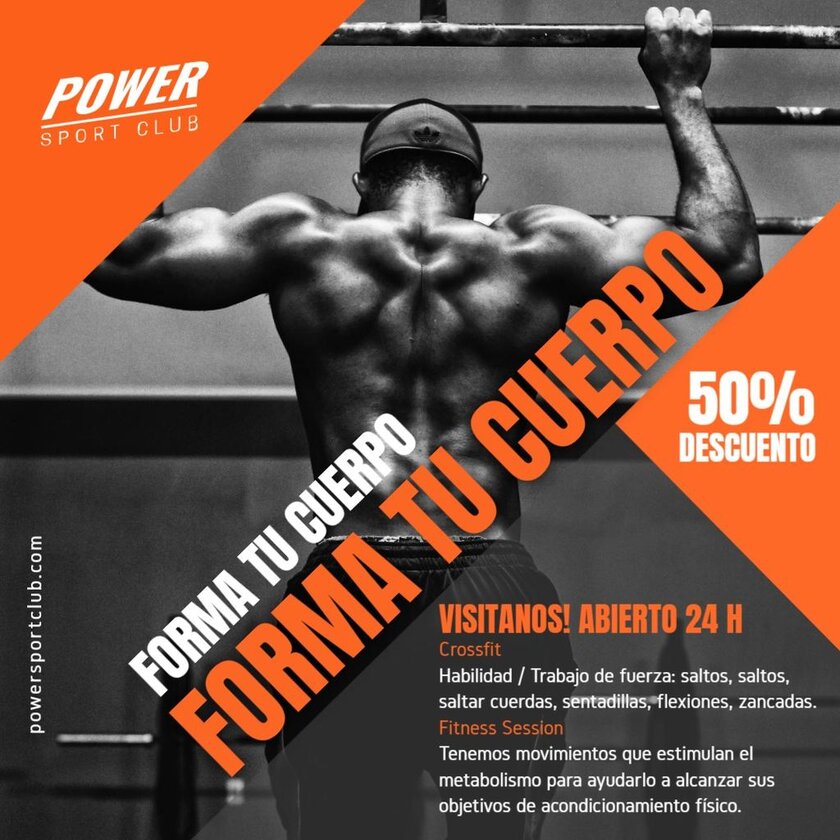 POWER
SPORT CLUB
FORMA TU CUERPO
FORMA TU CUERPO
50%
DESCUENTO
powersportclub.com
VISITANOS! ABIERTO 24 H
Crossfit
Habilidad / Trabajo de fuerza: saltos, saltos,
saltar cuerdas, sentadillas, flexiones, zancadas.
Fitness Session
Tenemos movimientos que estimulan el
metabolismo para ayudarlo a alcanzar sus
objetivos de acondicionamiento físico.